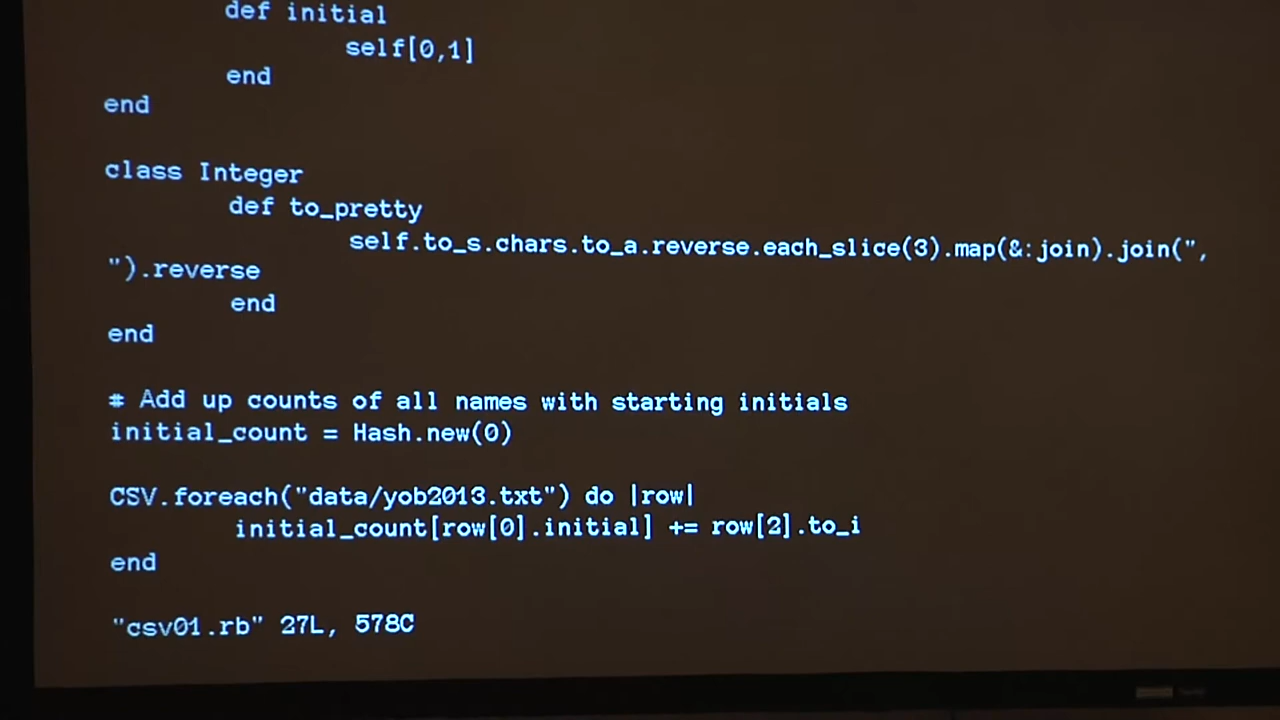 def initial
self[0,1]
end
end
class Integer
def to_pretty
self.to_s.chars.to_a.reverse.each_slice(3).map(&:join).join(",
").reverse
end
end
# Add up counts of all names with starting initials
initial_count = Hash.new(0)
CSV.foreach("data/yob2013.txt") do |row|
initial_count[row[0].initial] += row[2].to_i
end
"csv01.rb" 27L, 578C